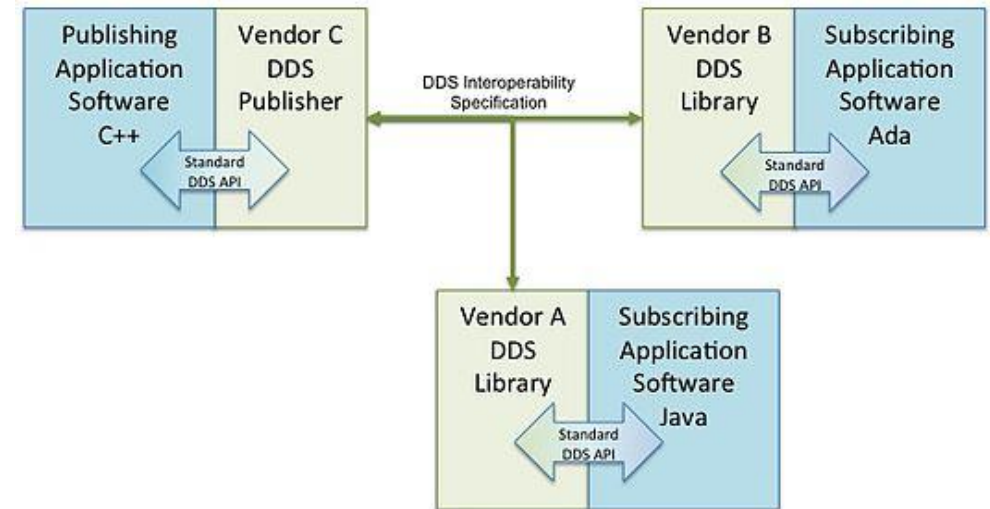 Publishing
Application
Software
C++
Vendor C
DDS
Publisher
Standard
DDS API
DDS Interoperability
Specification
Vendor B
DDS
Library
Subscribing
Application
Software
Ada
Standard
DDS API
Vendor A
DDS
Library
Subscribing
Application
Software
Java
Standard
DDS API